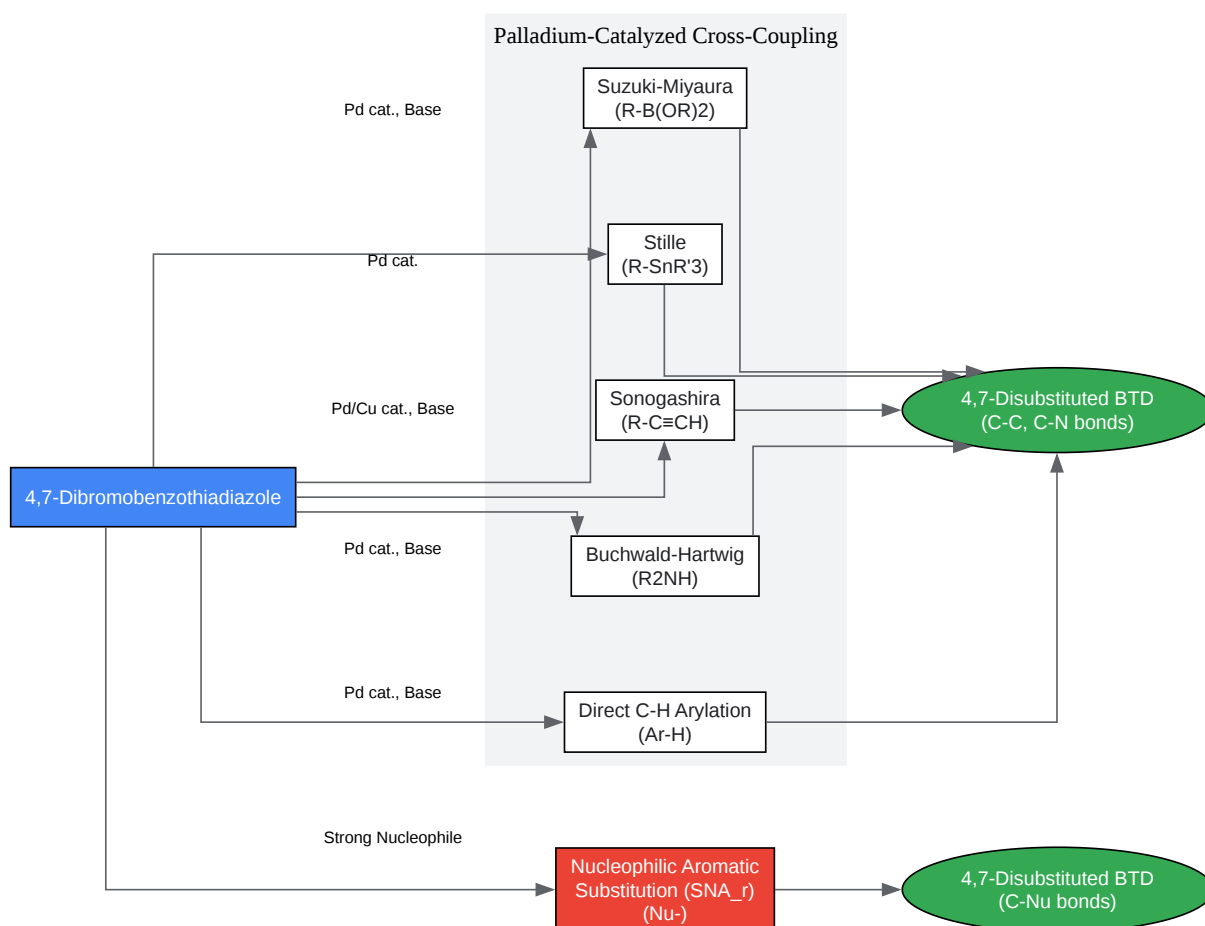 Palladium-Catalyzed Cross-Coupling
Pd cat., Base
Suzuki-Miyaura
(R-B(OR)2)
Pd cat.
Stille
(R-SnR'3)
Pd/Cu cat., Base
Sonogashira
(R-C≡CH)
4,7-Disubstituted BTD
(C-C, C-N bonds)
4,7-Dibromobenzothiadiazole
Pd cat., Base
Buchwald-Hartwig
(R2NH)
Pd cat., Base
Direct C-H Arylation
(Ar-H)
Strong Nucleophile
Nucleophilic Aromatic
Substitution (SNA_r)
(Nu-)
4,7-Disubstituted BTD
(C-Nu bonds)